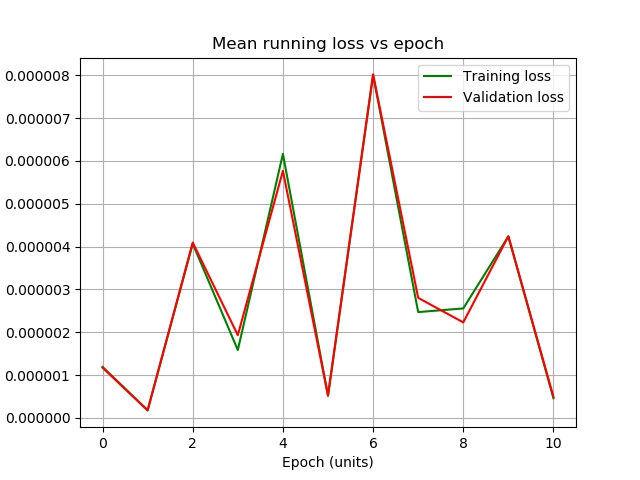 Mean running loss vs epoch
Training loss
Validation loss
0.000008
0.000007
0.000006
0.000005
0.000004
0.000003
0.000002
0.000001
0.000000
0 2 4 6 8 10
Epoch (units)